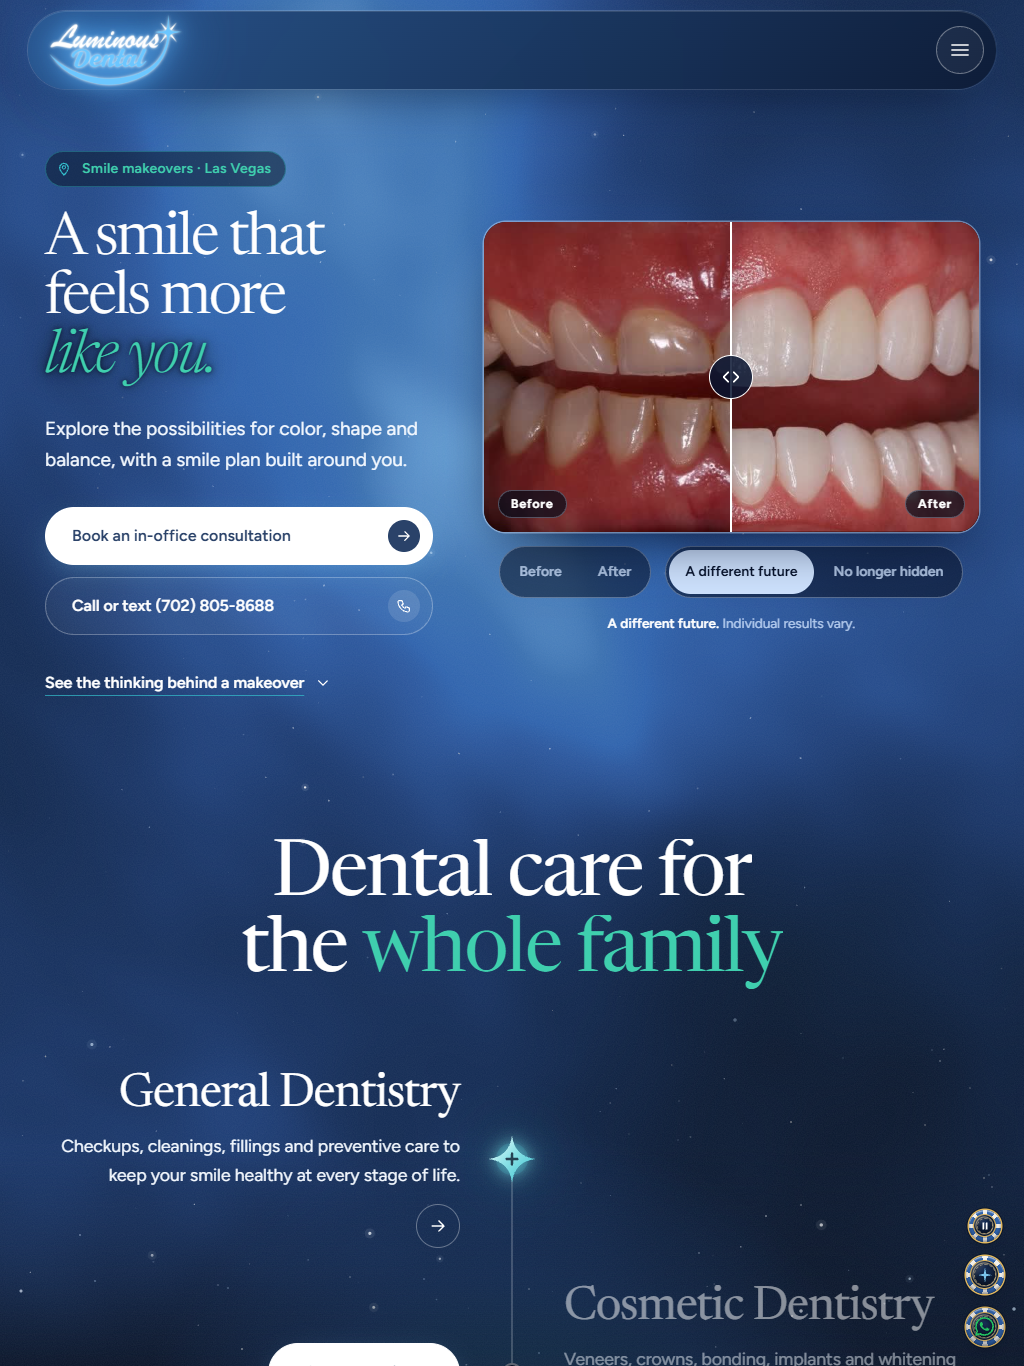 Luminous
Dental
Smile makeovers · Las Vegas
A smile that
feels more
like you.
Explore the possibilities for color, shape and
balance, with a smile plan built around you.
Book an in-office consultation
Call or text (702) 805-8688
See the thinking behind a makeover
Before
After
Before
After
A different future
No longer hidden
A different future. Individual results vary.
Dental care for
the whole family
General Dentistry
Checkups, cleanings, fillings and preventive care to
keep your smile healthy at every stage of life.
Cosmetic Dentistry
Veneers, crowns, bonding, implants and whitening